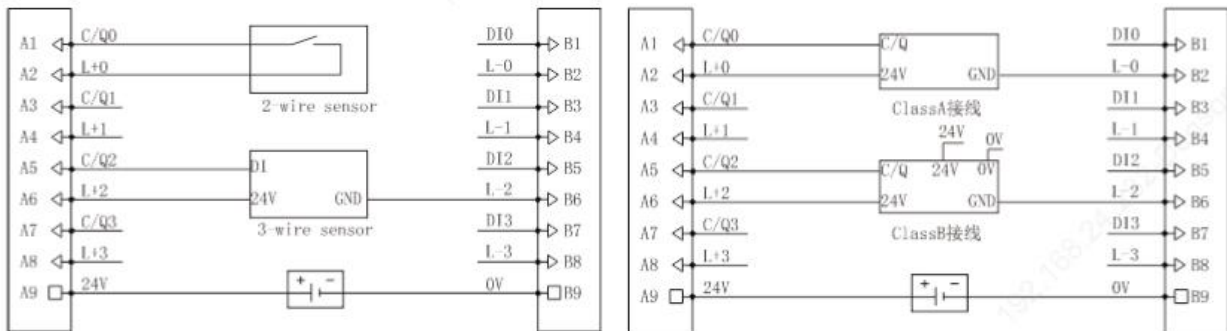 A1 C/Q0 DI0 B1
A2 L+0 L-0 B2
2-wire sensor
A3 C/Q1 DI1 B3
A4 L+1 L-1 B4
A5 C/Q2 DI DI2 B5
A6 L+2 24V GND L-2 B6
3-wire sensor
A7 C/Q3 DI3 B7
A8 L+3 L-3 B8
A9 24V + - 0V B9
A1 C/Q0 C/Q DI0 B1
A2 L+0 24V GND L-0 B2
ClassA接线
A3 C/Q1 DI1 B3
24V 0V
A4 L+1 L-1 B4
A5 C/Q2 C/Q 24V 0V DI2 B5
A6 L+2 24V GND L-2 B6
ClassB接线
A7 C/Q3 DI3 B7
A8 L+3 L-3 B8
A9 24V + - 0V B9